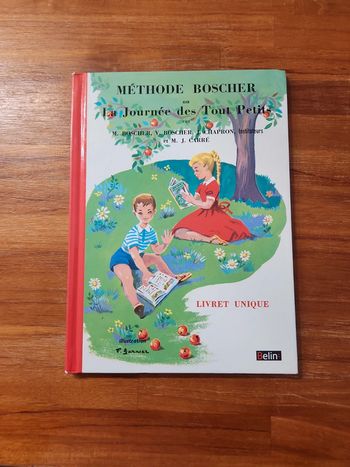 MÉTHODE BOSCHER
ou
La Journée des Tout Petits
PAR
M. BOSCHER, V. BOSCHER, J. CHAPRON, Instituteurs
et M. J. CARRÉ
LIVRET UNIQUE
illustration
F. Garnier
Belin